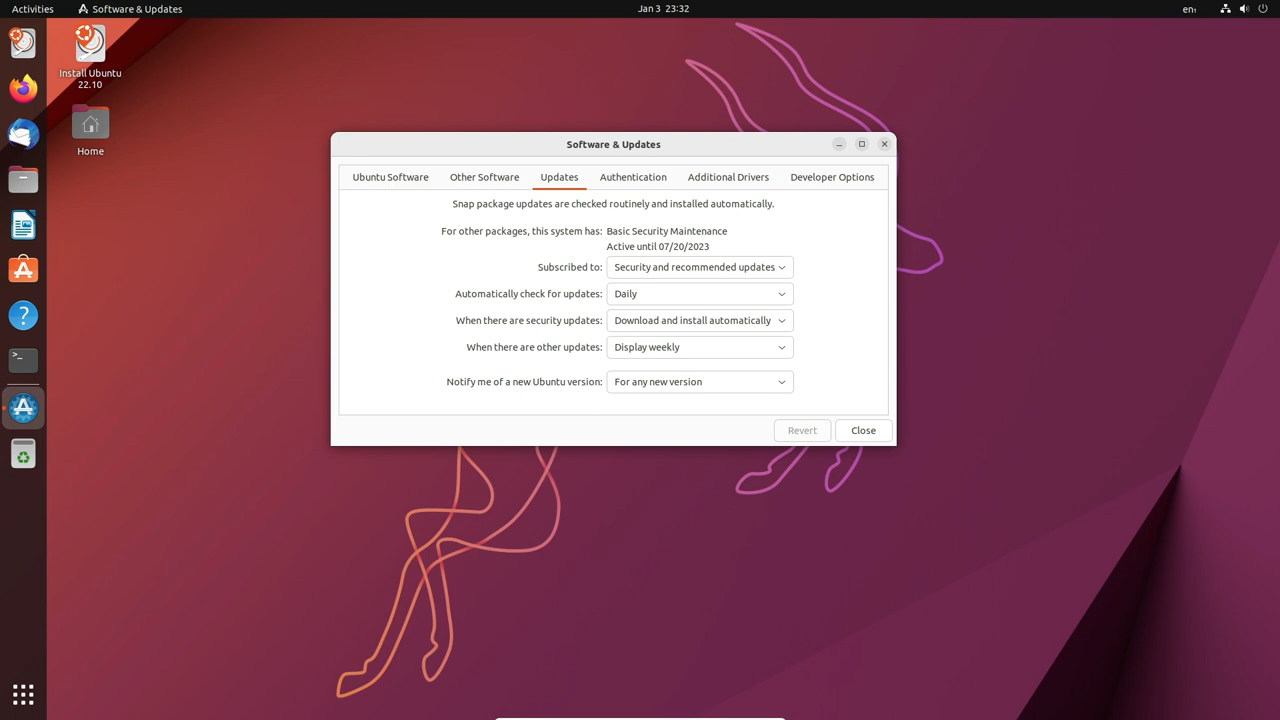 Activities
Software & Updates
Jan 3 23:32
en₁
Install Ubuntu
22.10
Home
Software & Updates
Ubuntu Software
Other Software
Updates
Authentication
Additional Drivers
Developer Options
Snap package updates are checked routinely and installed automatically.
For other packages, this system has: Basic Security Maintenance
Active until 07/20/2023
Subscribed to: Security and recommended updates
Automatically check for updates: Daily
When there are security updates: Download and install automatically
When there are other updates: Display weekly
Notify me of a new Ubuntu version: For any new version
Revert
Close